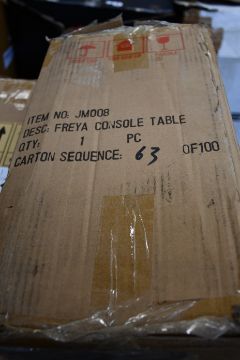 ITEM NO: JM008
DESC: FREYA CONSOLE TABLE
QTY: 1 PC
CARTON SEQUENCE: 63 OF100